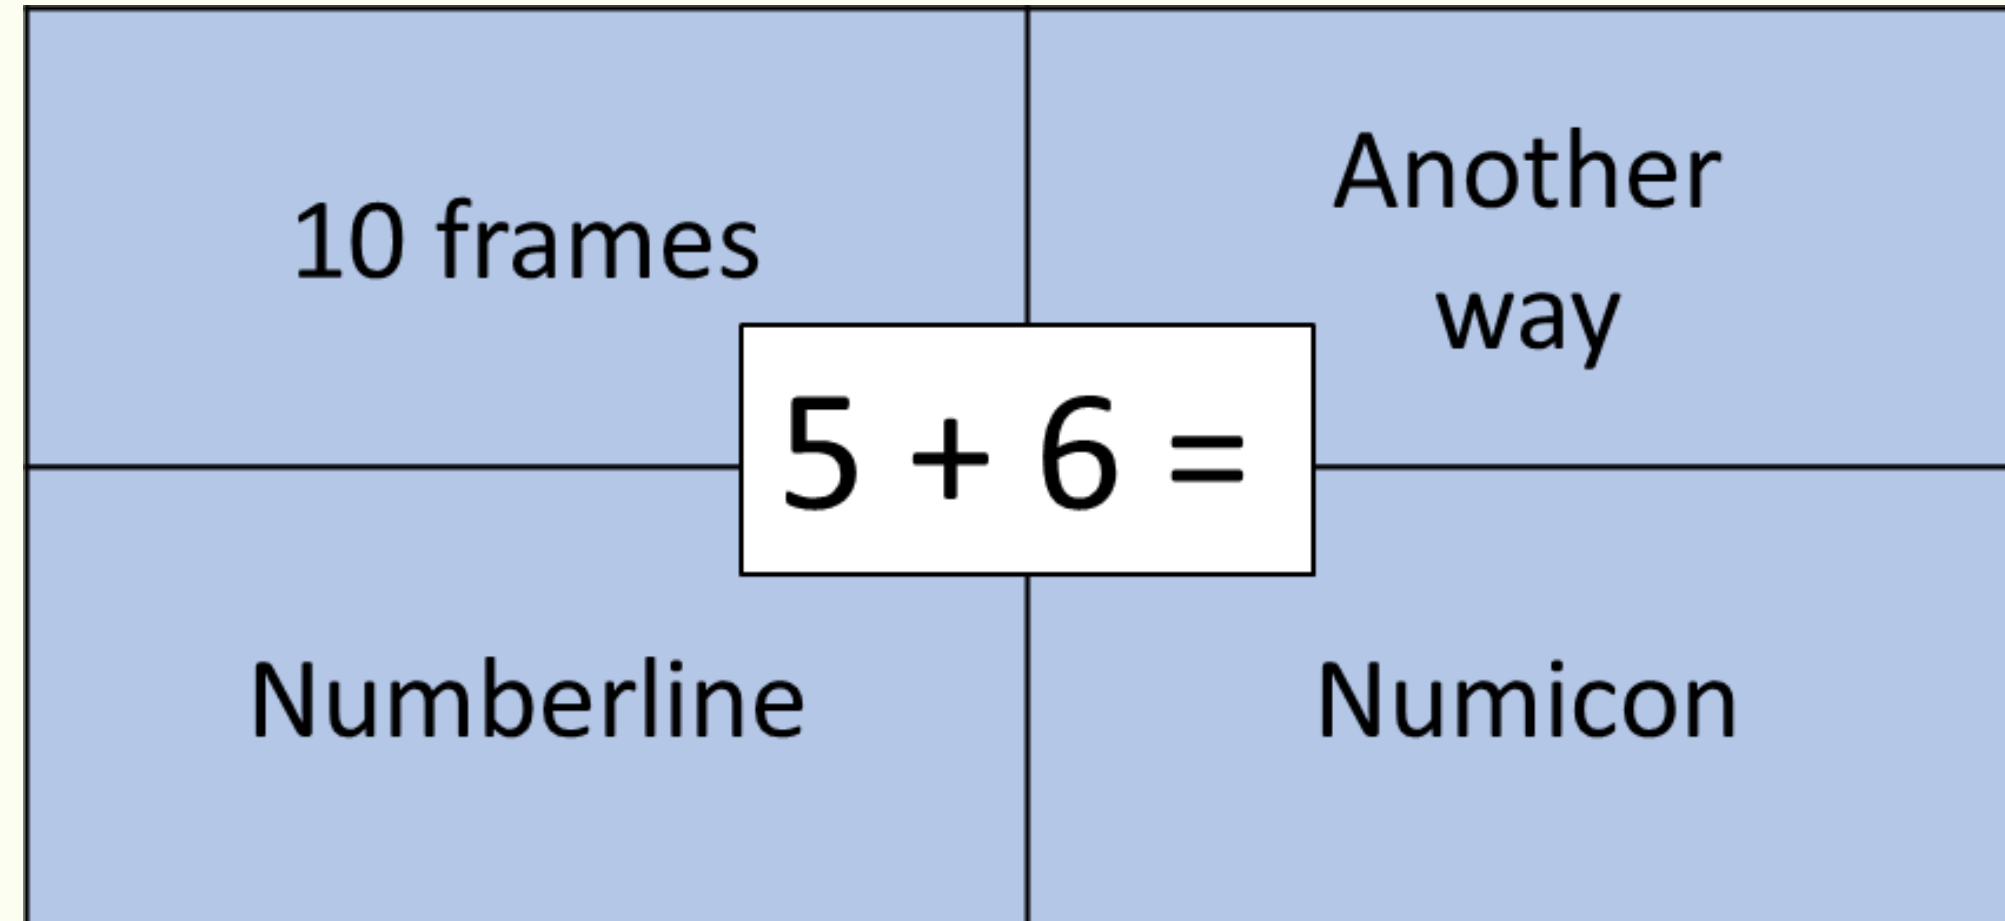 10 frames
Another
way
5 + 6 =
Numberline
Numicon